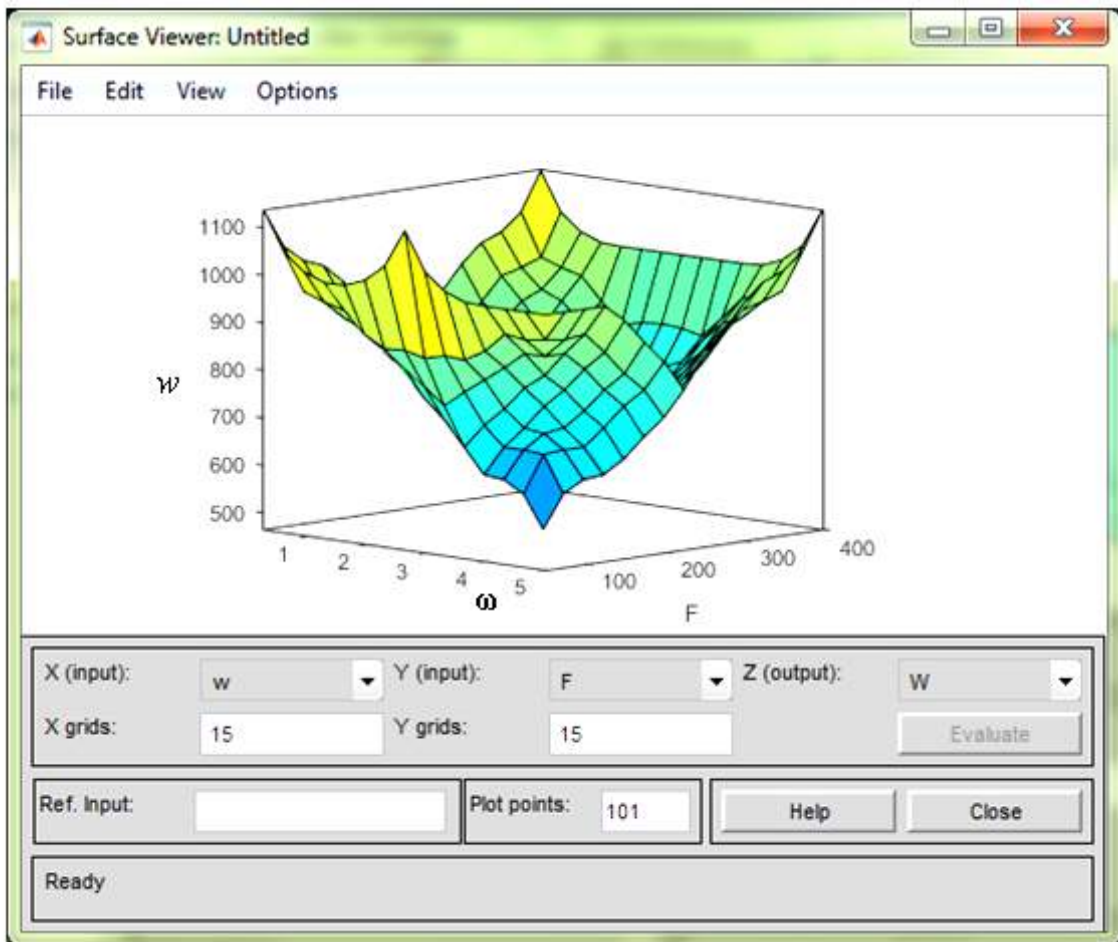 Surface Viewer: Untitled
File Edit View Options
1100
1000
900
800
700
600
500
W
1 2 3 4 5
ω
100 200 300 400
F
X (input): w Y (input): F Z (output): W
X grids: 15 Y grids: 15 Evaluate
Ref. Input: Plot points: 101 Help Close
Ready